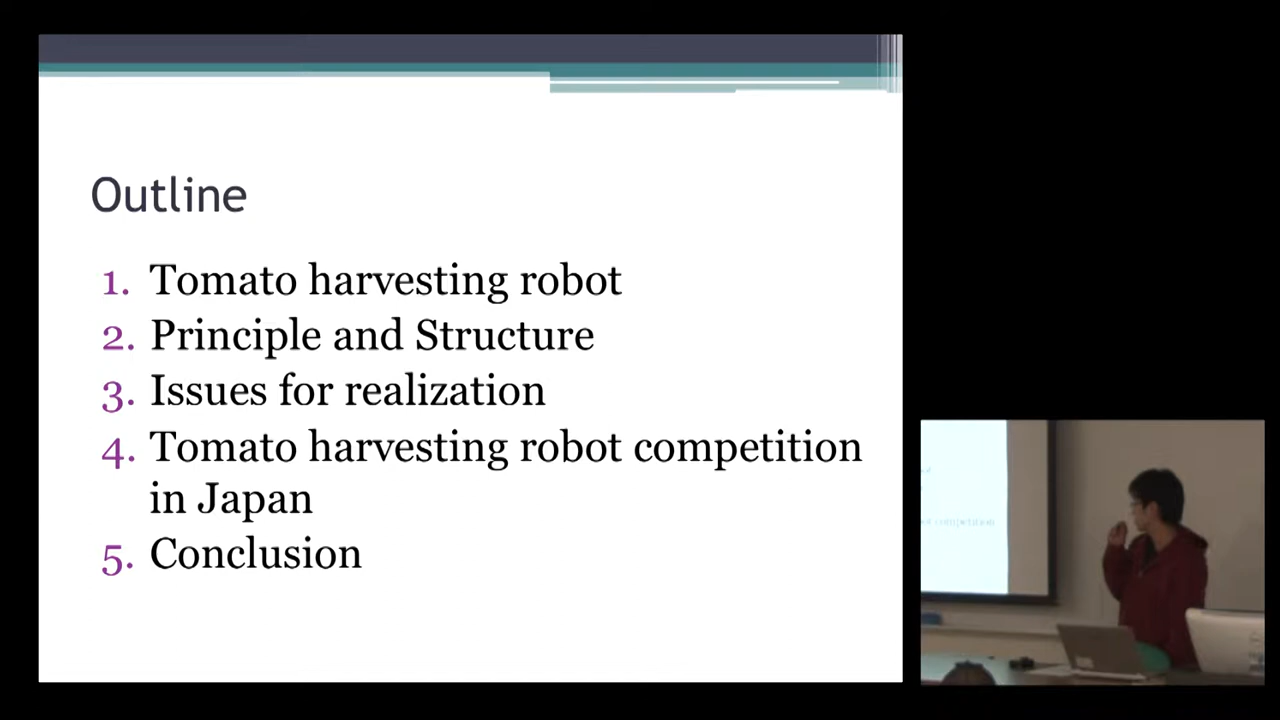 Outline
1. Tomato harvesting robot
2. Principle and Structure
3. Issues for realization
4. Tomato harvesting robot competition
in Japan
5. Conclusion
competition